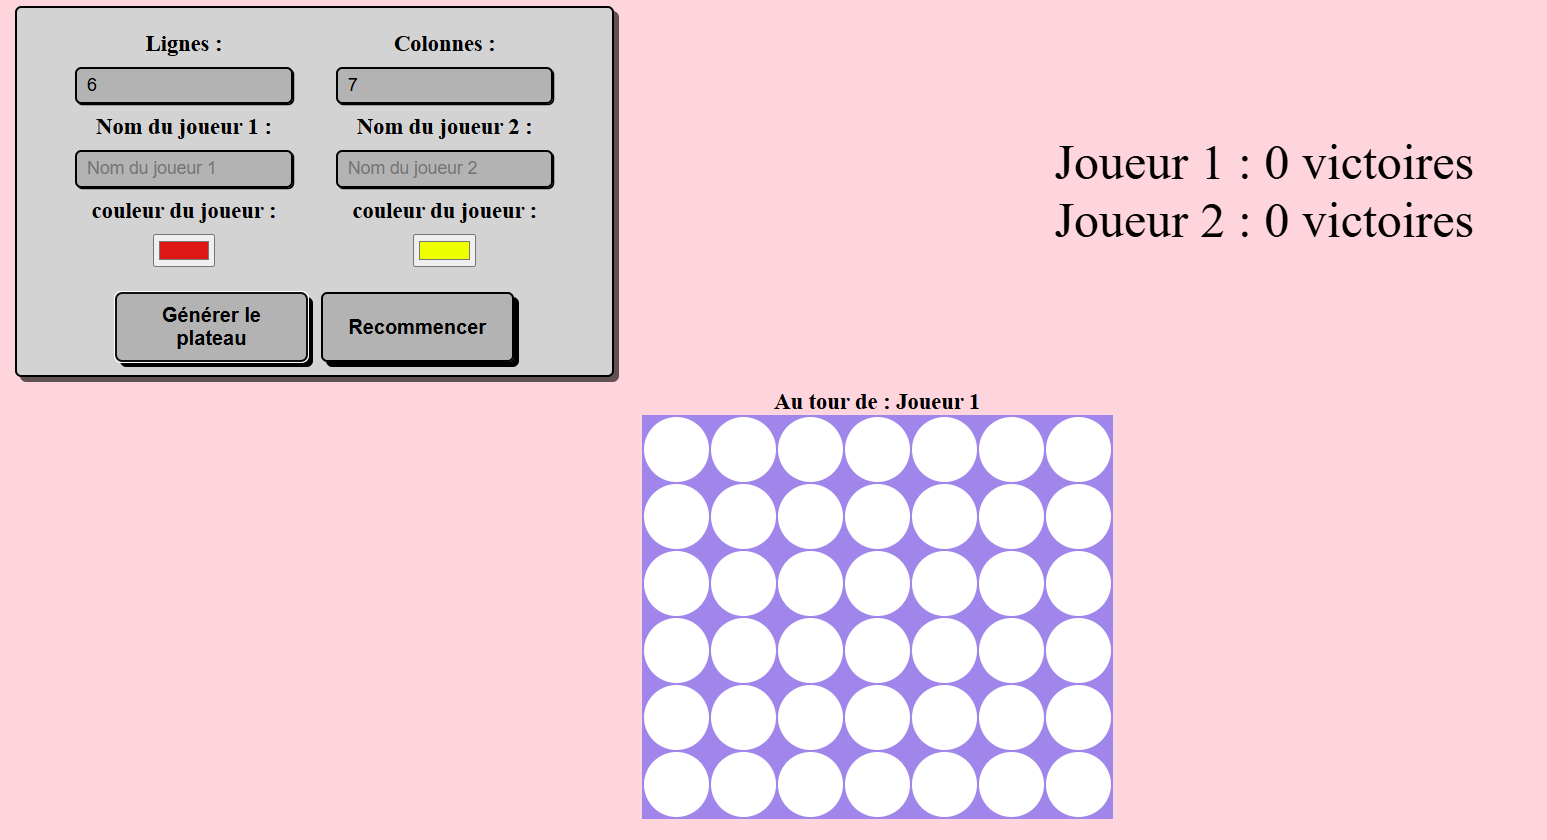 Lignes :
Colonnes :
6
7
Nom du joueur 1 :
Nom du joueur 2 :
Nom du joueur 1
Nom du joueur 2
couleur du joueur :
couleur du joueur :
Générer le
plateau
Recommencer
Joueur 1 : 0 victoires
Joueur 2 : 0 victoires
Au tour de : Joueur 1